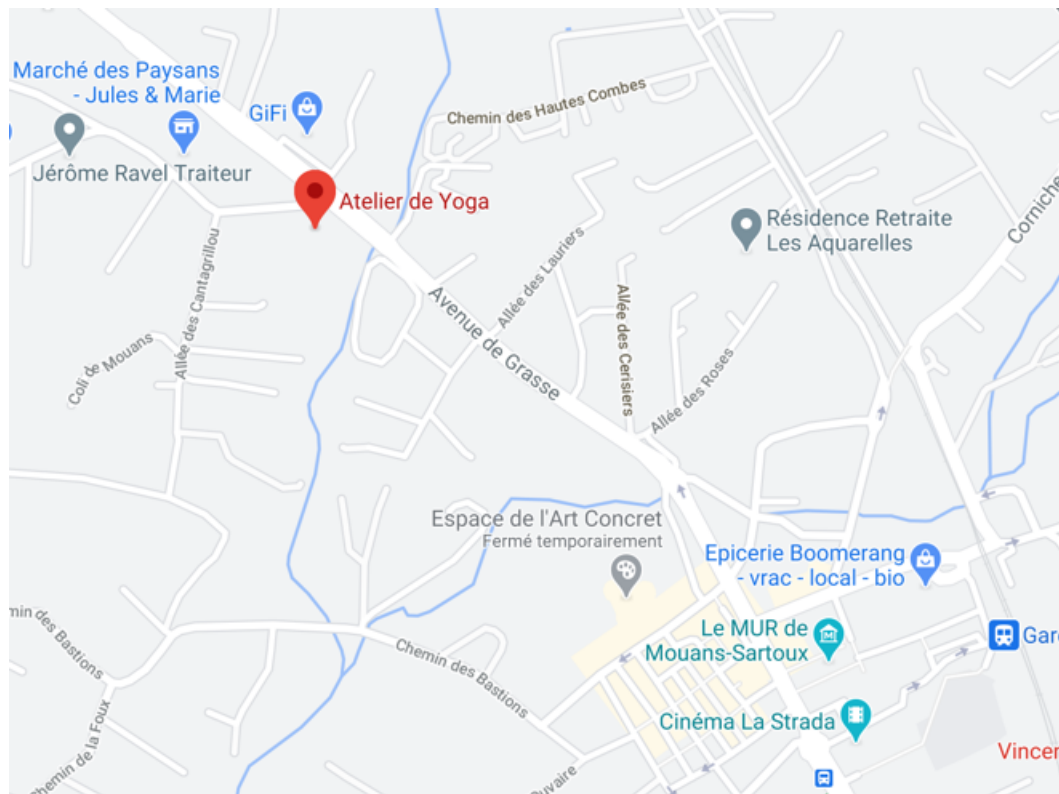 Marché des Paysans
- Jules & Marie
GiFi
Chemin des Hautes Combes
Jérôme Ravel Traiteur
Atelier de Yoga
Résidence Retraite
Les Aquarelles
Corniche
Allée des Cantagrillou
Allée des Lauriers
Avenue de Grasse
Allée des Cerisiers
Coli de Mouans
Allée des Roses
Espace de l'Art Concret
Fermé temporairement
Epicerie Boomerang
- vrac - local - bio
Le MUR de
Mouans-Sartoux
Gare
min des Bastions
Chemin des Bastions
Cinéma La Strada
Chemin de la Foux
Vincen